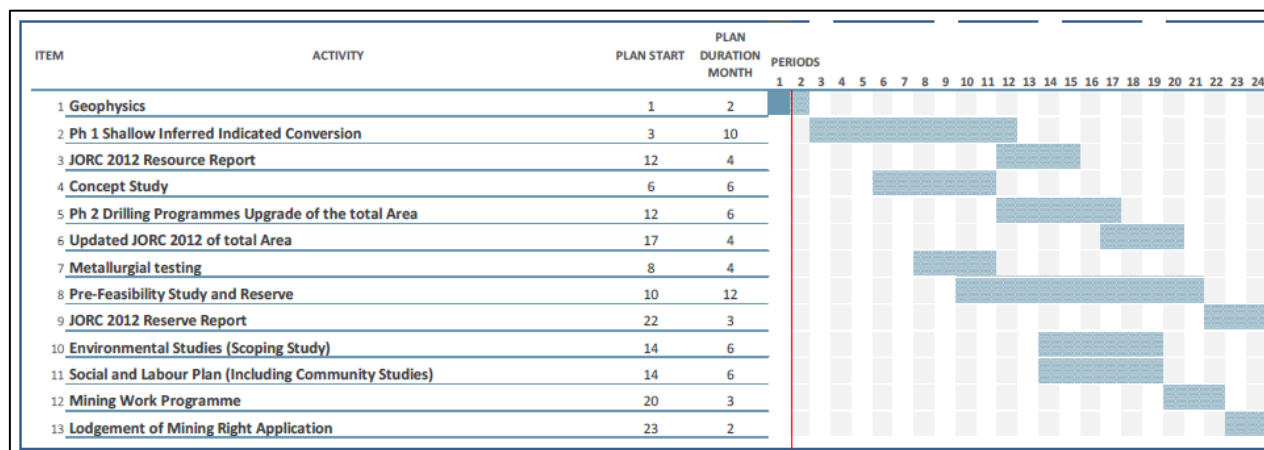 PLAN
ITEM ACTIVITY PLAN START DURATION PERIODS
MONTH
1 2 3 4 5 6 7 8 9 10 11 12 13 14 15 16 17 18 19 20 21 22 23 24
1 Geophysics 1 2
2 Ph 1 Shallow Inferred Indicated Conversion 3 10
3 JORC 2012 Resource Report 12 4
4 Concept Study 6 6
5 Ph 2 Drilling Programmes Upgrade of the total Area 12 6
6 Updated JORC 2012 of total Area 17 4
7 Metallurgial testing 8 4
8 Pre-Feasibility Study and Reserve 10 12
9 JORC 2012 Reserve Report 22 3
10 Environmental Studies (Scoping Study) 14 6
11 Social and Labour Plan (Including Community Studies) 14 6
12 Mining Work Programme 20 3
13 Lodgement of Mining Right Application 23 2